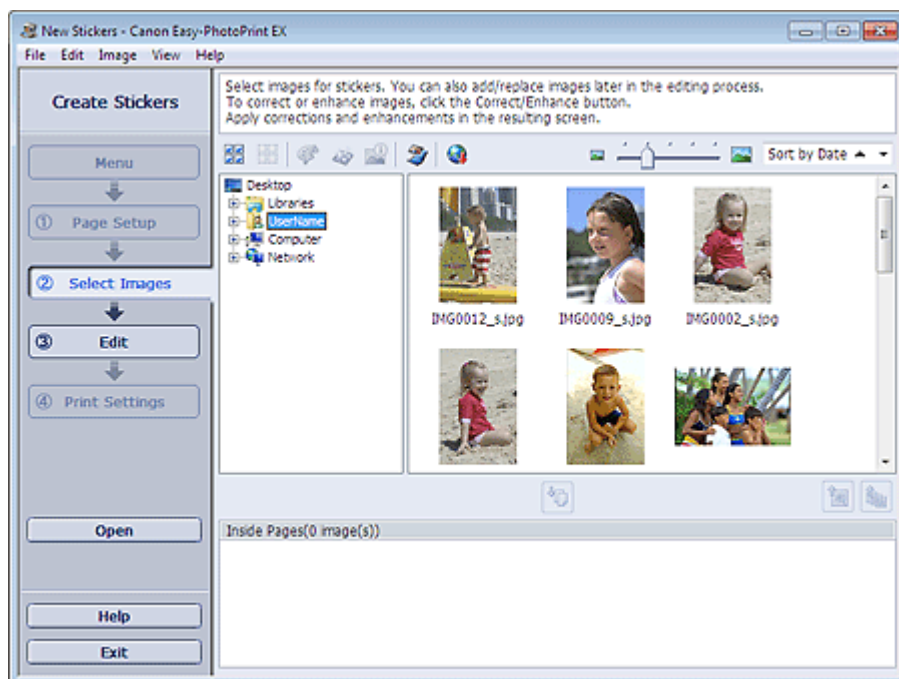 New Stickers - Canon Easy-PhotoPrint EX
File Edit Image View Help
Create Stickers
Menu
① Page Setup
② Select Images
③ Edit
④ Print Settings
Open
Help
Exit
Select images for stickers. You can also add/replace images later in the editing process.
To correct or enhance images, click the Correct/Enhance button.
Apply corrections and enhancements in the resulting screen.
Sort by Date
Desktop
Libraries
UserName
Computer
Network
IMG0012_s.jpg IMG0009_s.jpg IMG0002_s.jpg
Inside Pages(0 image(s))